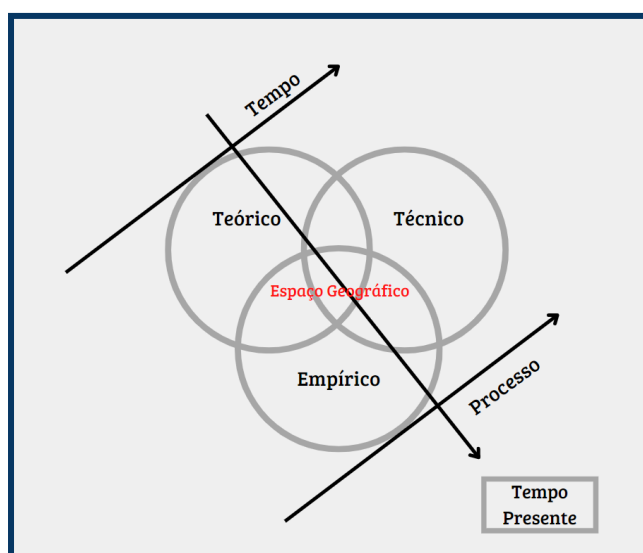 Tempo
Teórico
Técnico
Espaço Geográfico
Empírico
Processo
Tempo
Presente